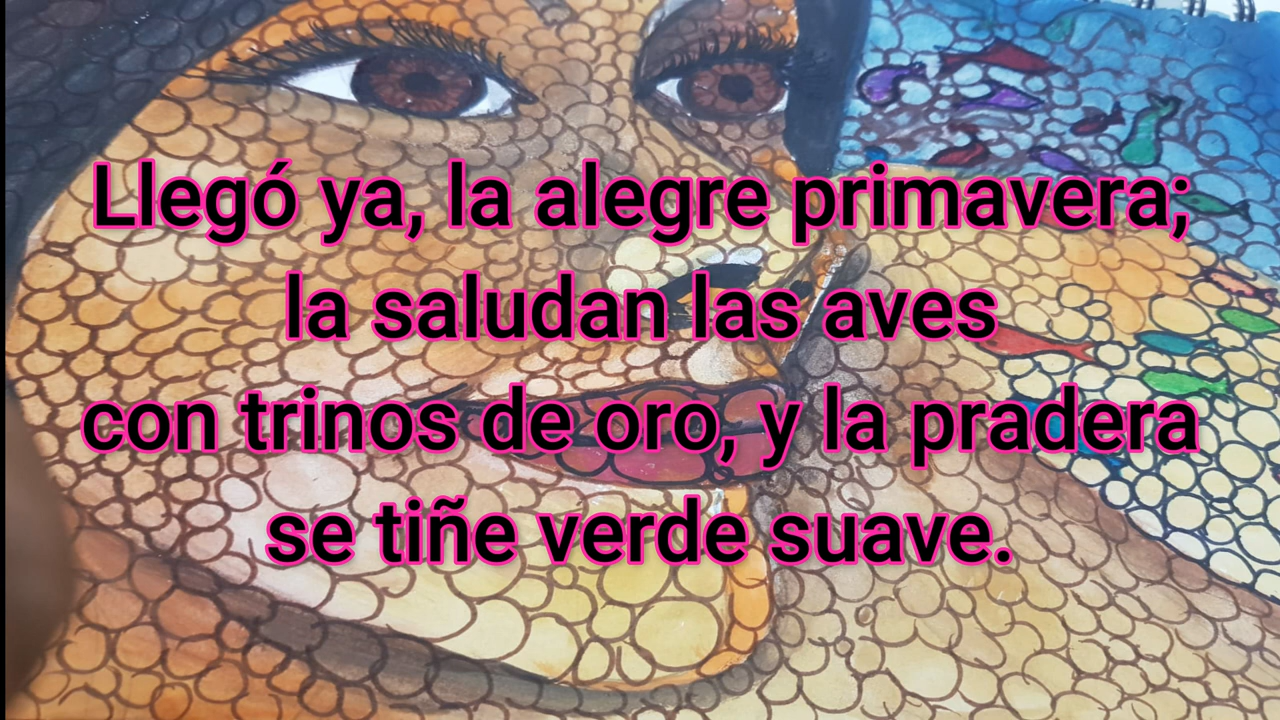 Llegó ya, la alegre primavera;
la saludan las aves
con trinos de oro, y la pradera
se tiñe verde suave.